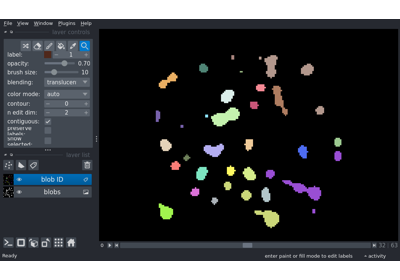 File View Window Plugins Help
layer controls
label: 1
opacity: 0.70
brush size: 10
blending: translucen
color mode: auto
contour: 0
n edit dim: 2
contiguous:
preserve
labels:
show
selected:
layer list
blob ID
blobs
0 32 63
enter paint or fill mode to edit labels activity